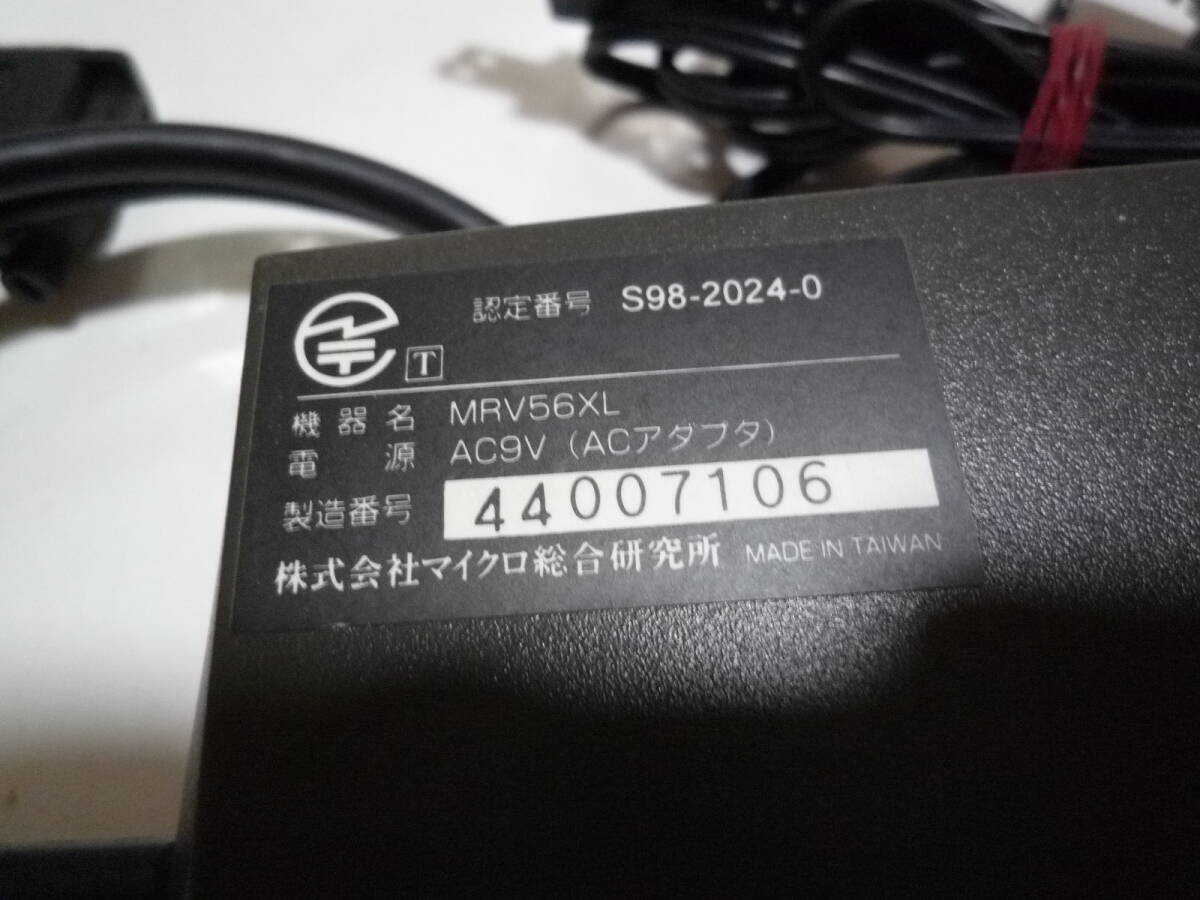 認定番号 S98-2024-0
T
機器名 MRV56XL
電源 AC9V (ACアダプタ)
製造番号 44007106
株式会社マイクロ総合研究所 MADE IN TAIWAN